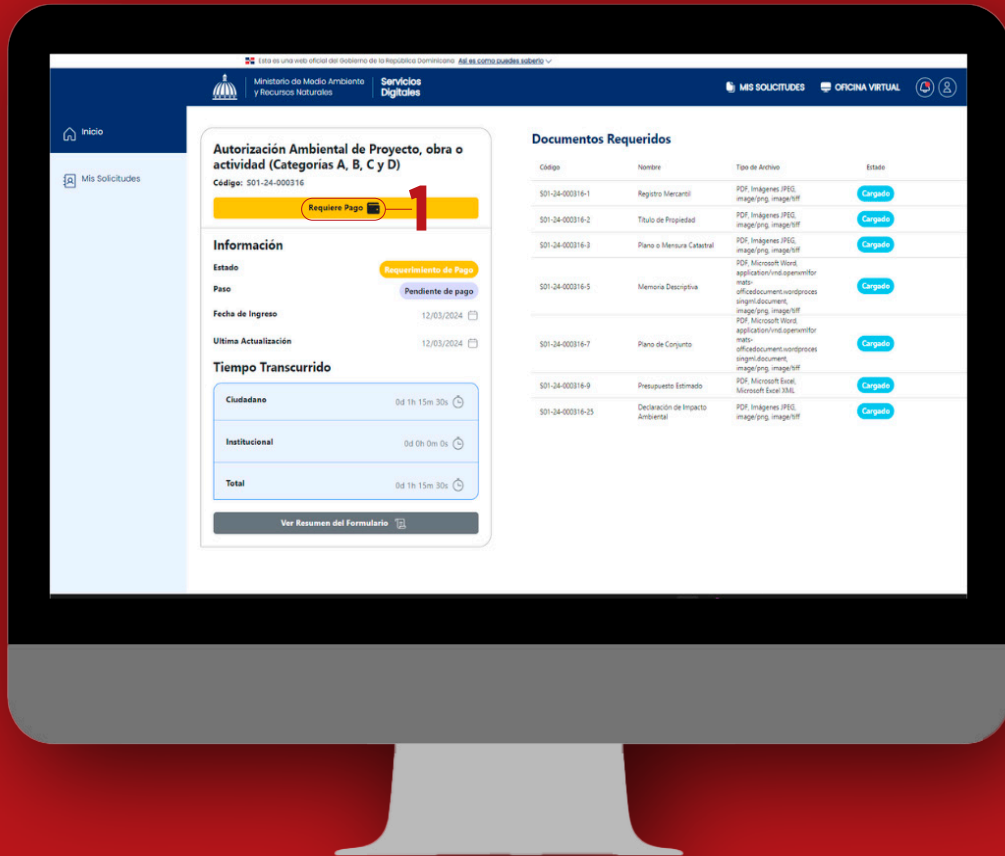 Esta es una web oficial del Gobierno de la República Dominicana Así es como puedes saberlo
Ministerio de Medio Ambiente
y Recursos Naturales
Servicios
Digitales
MIS SOLICITUDES
OFICINA VIRTUAL
Inicio
Mis Solicitudes
Autorización Ambiental de Proyecto, obra o
actividad (Categorías A, B, C y D)
Código: S01-24-000316
Requiere Pago
1
Información
Estado Requerimiento de Pago
Paso Pendiente de pago
Fecha de Ingreso 12/03/2024
Ultima Actualización 12/03/2024
Tiempo Transcurrido
Ciudadano 0d 1h 15m 30s
Institucional 0d 0h 0m 0s
Total 0d 1h 15m 30s
Ver Resumen del Formulario
Documentos Requeridos
Código Nombre Tipo de Archivo Estado
S01-24-000316-1 Registro Mercantil PDF, Imágenes JPEG,
image/png, image/tiff Cargado
S01-24-000316-2 Título de Propiedad PDF, Imágenes JPEG,
image/png, image/tiff Cargado
S01-24-000316-3 Plano o Mensura Catastral PDF, Imágenes JPEG,
image/png, image/tiff Cargado
S01-24-000316-5 Memoria Descriptiva PDF, Microsoft Word,
application/vnd.openxmlfor
mats-
officedocument.wordproces
singml.document,
image/png, image/tiff Cargado
S01-24-000316-7 Plano de Conjunto PDF, Microsoft Word,
application/vnd.openxmlfor
mats-
officedocument.wordproces
singml.document,
image/png, image/tiff Cargado
S01-24-000316-9 Presupuesto Estimado PDF, Microsoft Excel,
Microsoft Excel XML Cargado
S01-24-000316-25 Declaración de Impacto
Ambiental PDF, Imágenes JPEG,
image/png, image/tiff Cargado